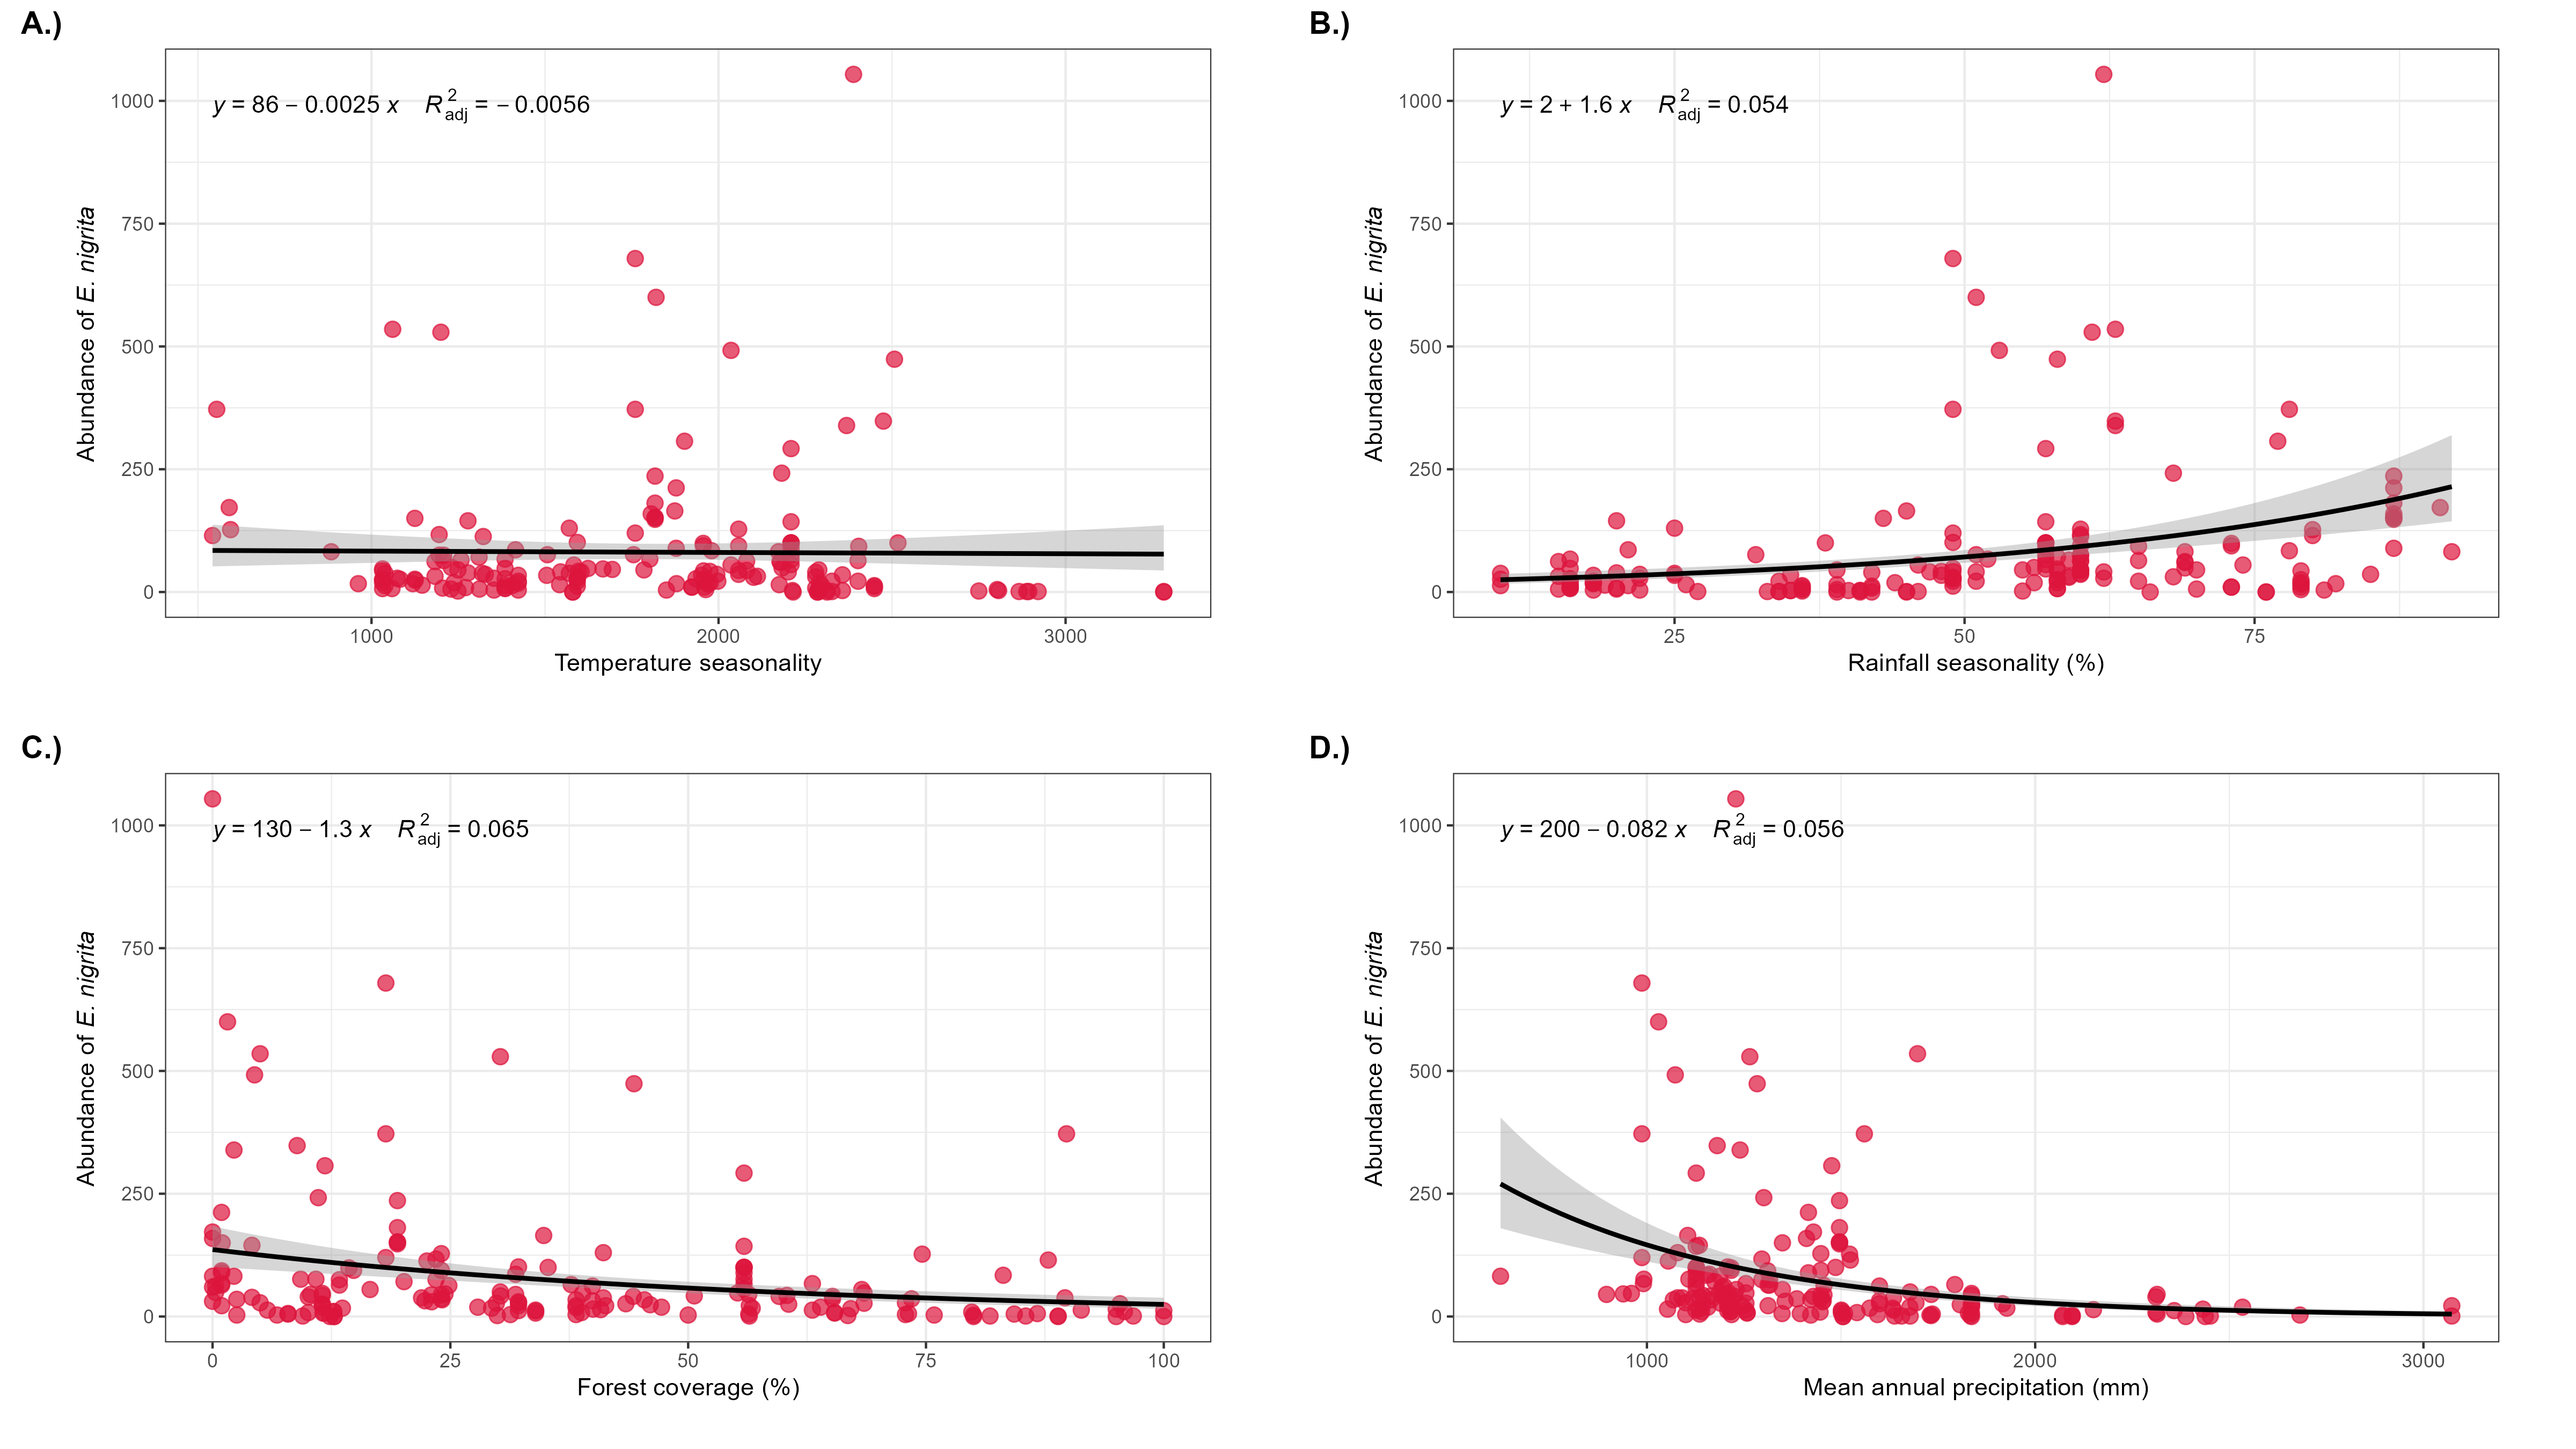 A.)
y = 86 − 0.0025 x R²adj = − 0.0056
1000
750
500
250
0
Abundance of E. nigrita
1000 2000 3000
Temperature seasonality
B.)
y = 2 + 1.6 x R²adj = 0.054
1000
750
500
250
0
Abundance of E. nigrita
25 50 75
Rainfall seasonality (%)
C.)
y = 130 − 1.3 x R²adj = 0.065
1000
750
500
250
0
Abundance of E. nigrita
0 25 50 75 100
Forest coverage (%)
D.)
y = 200 − 0.082 x R²adj = 0.056
1000
750
500
250
0
Abundance of E. nigrita
1000 2000 3000
Mean annual precipitation (mm)